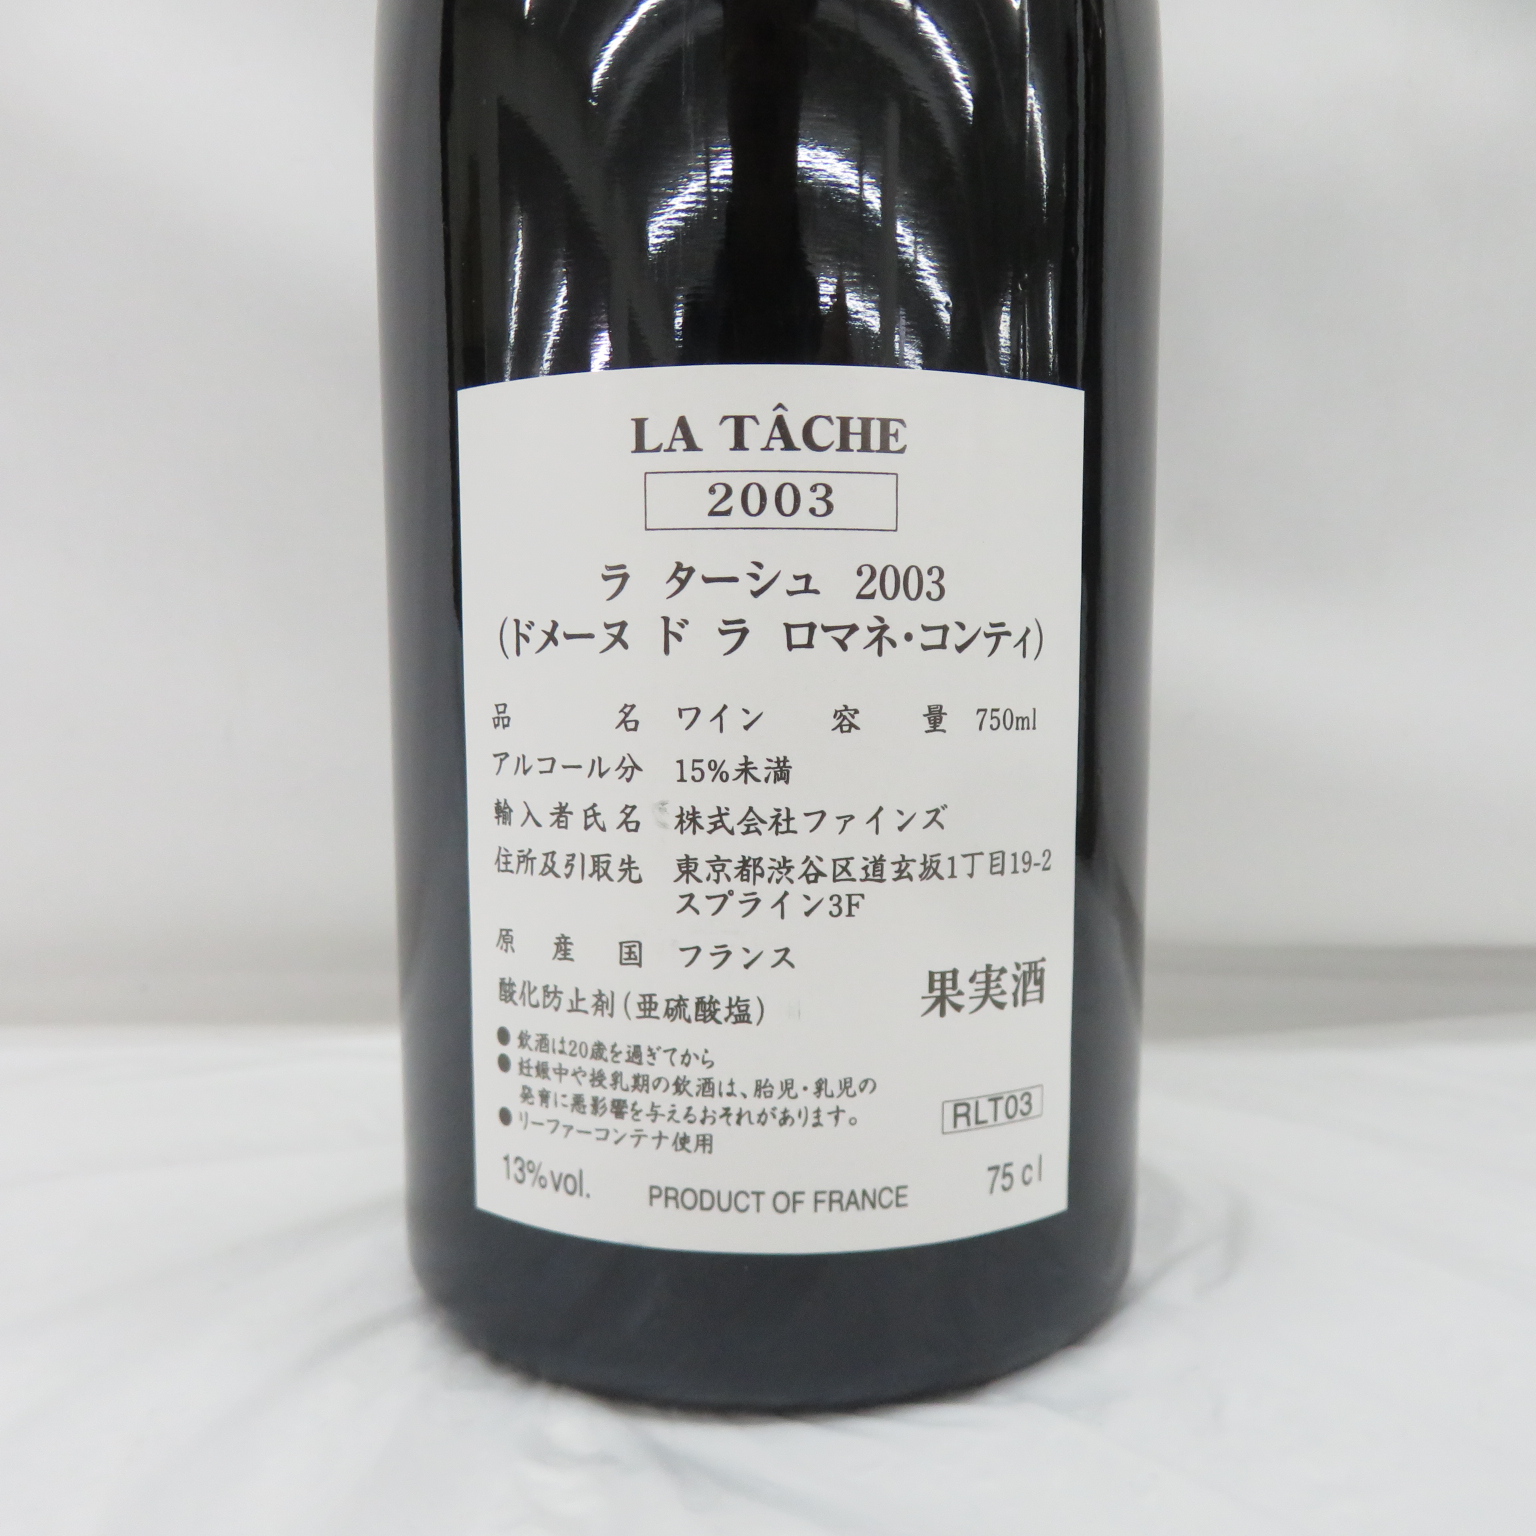 LA TÂCHE
2003
ラ ターシュ 2003
(ドメーヌ ド ラ ロマネ・コンティ)
品名 ワイン 容量 750ml
アルコール分 15%未満
輸入者氏名 株式会社ファインズ
住所及引取先 東京都渋谷区道玄坂1丁目19-2
スプライン3F
原産国 フランス
果実酒
酸化防止剤(亜硫酸塩)
●飲酒は20歳を過ぎてから
●妊娠中や授乳期の飲酒は、胎児・乳児の
発育に悪影響を与えるおそれがあります。
●リーファーコンテナ使用
RLT03
13%vol. PRODUCT OF FRANCE 75cl